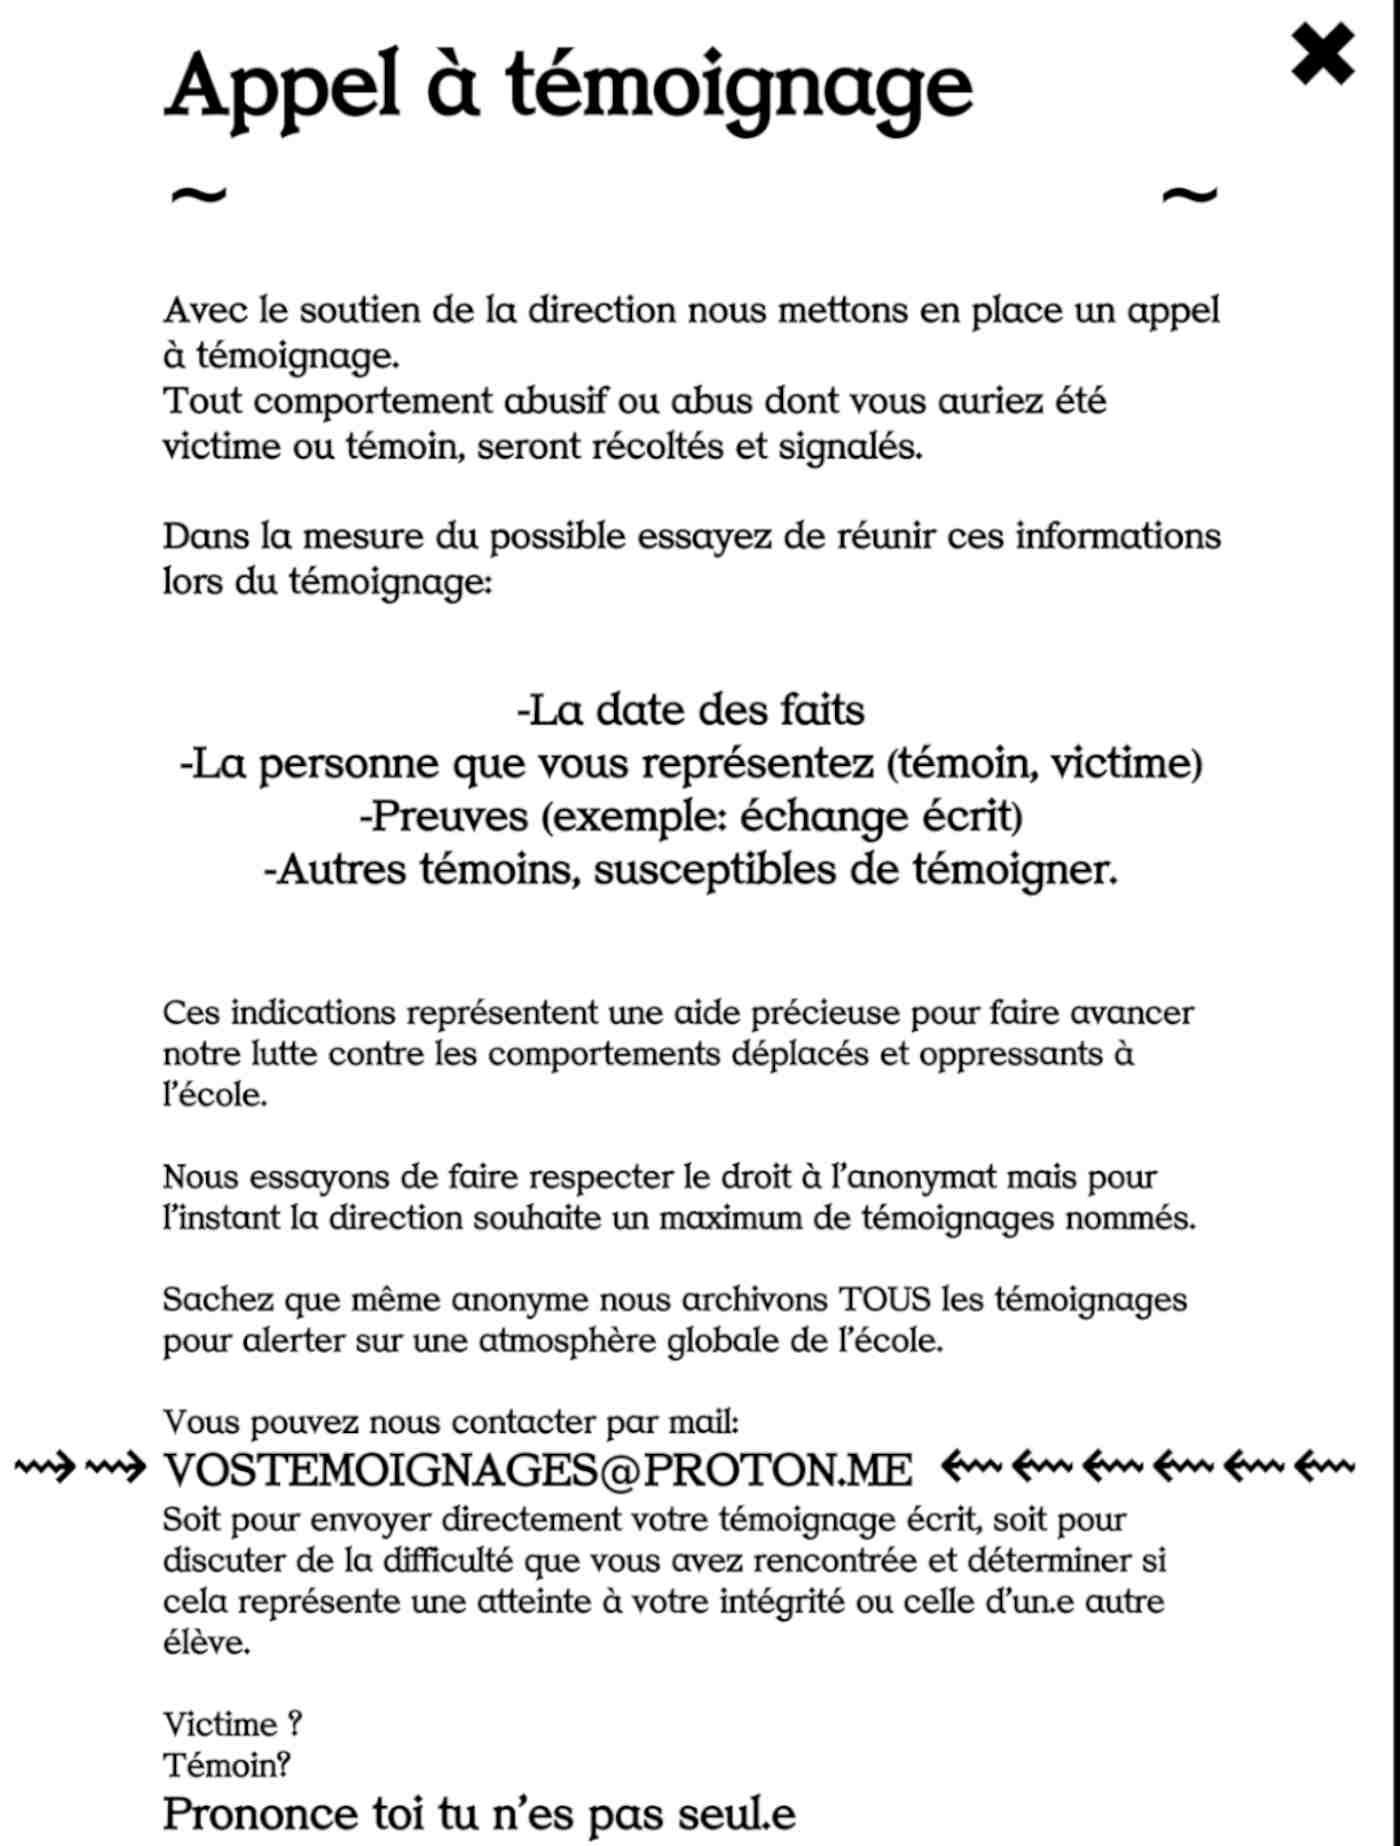 Appel à témoignage
~ ~
Avec le soutien de la direction nous mettons en place un appel
à témoignage.
Tout comportement abusif ou abus dont vous auriez été
victime ou témoin, seront récoltés et signalés.
Dans la mesure du possible essayez de réunir ces informations
lors du témoignage:
-La date des faits
-La personne que vous représentez (témoin, victime)
-Preuves (exemple: échange écrit)
-Autres témoins, susceptibles de témoigner.
Ces indications représentent une aide précieuse pour faire avancer
notre lutte contre les comportements déplacés et oppressants à
l’école.
Nous essayons de faire respecter le droit à l’anonymat mais pour
l’instant la direction souhaite un maximum de témoignages nommés.
Sachez que même anonyme nous archivons TOUS les témoignages
pour alerter sur une atmosphère globale de l’école.
Vous pouvez nous contacter par mail:
⇝⇝ VOSTEMOIGNAGES@PROTON.ME ⇜⇜⇜⇜⇜⇜
Soit pour envoyer directement votre témoignage écrit, soit pour
discuter de la difficulté que vous avez rencontrée et déterminer si
cela représente une atteinte à votre intégrité ou celle d’un.e autre
élève.
Victime ?
Témoin?
Prononce toi tu n’es pas seul.e